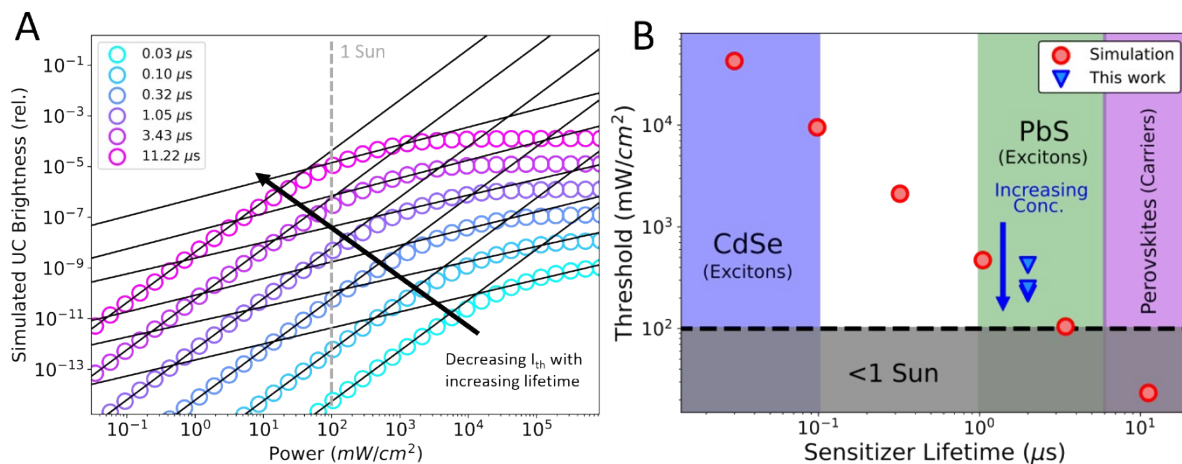 A
Simulated UC Brightness (rel.)
10⁻¹
10⁻³
10⁻⁵
10⁻⁷
10⁻⁹
10⁻¹¹
10⁻¹³
0.03 μs
0.10 μs
0.32 μs
1.05 μs
3.43 μs
11.22 μs
1 Sun
Decreasing Iₜₕ with
increasing lifetime
10⁻¹ 10⁰ 10¹ 10² 10³ 10⁴ 10⁵
Power (mW/cm²)
B
Threshold (mW/cm²)
10⁴
10³
10²
Simulation
This work
CdSe
(Excitons)
PbS
(Excitons)
Increasing
Conc.
Perovskites (Carriers)
<1 Sun
10⁻¹ 10⁰ 10¹
Sensitizer Lifetime (μs)